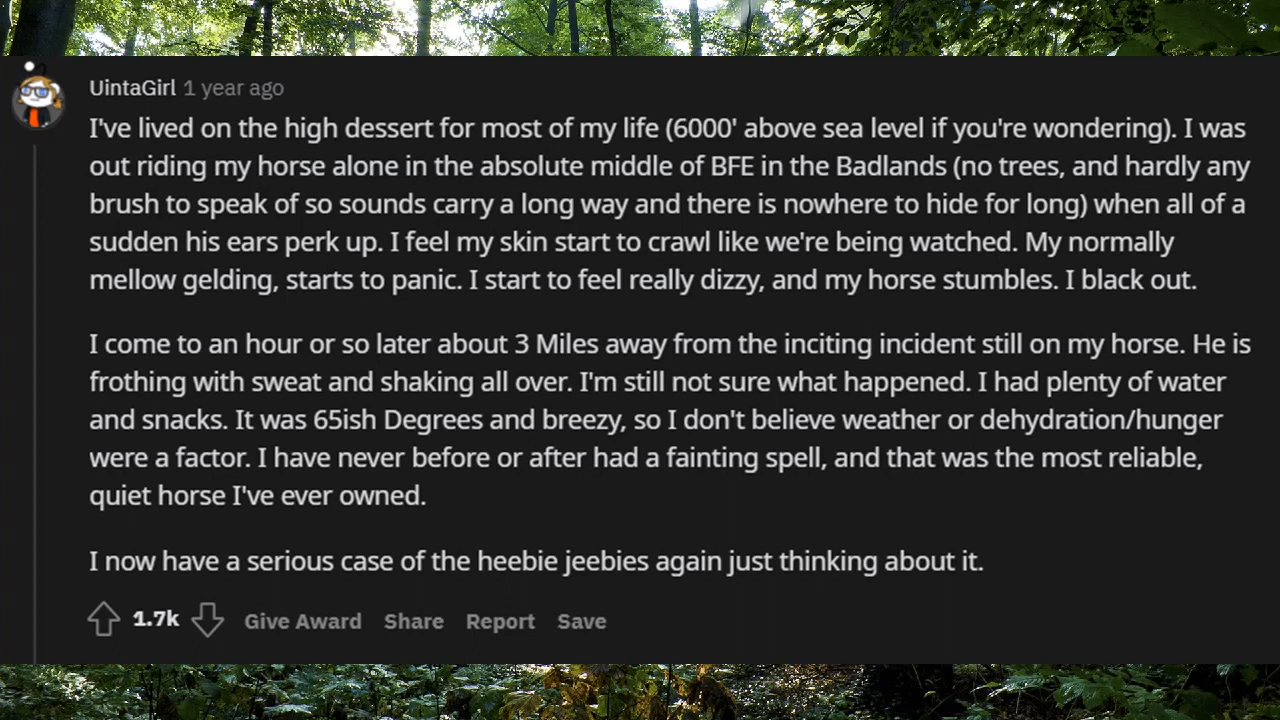 UintaGirl 1 year ago
I've lived on the high dessert for most of my life (6000' above sea level if you're wondering). I was
out riding my horse alone in the absolute middle of BFE in the Badlands (no trees, and hardly any
brush to speak of so sounds carry a long way and there is nowhere to hide for long) when all of a
sudden his ears perk up. I feel my skin start to crawl like we're being watched. My normally
mellow gelding, starts to panic. I start to feel really dizzy, and my horse stumbles. I black out.
I come to an hour or so later about 3 Miles away from the inciting incident still on my horse. He is
frothing with sweat and shaking all over. I'm still not sure what happened. I had plenty of water
and snacks. It was 65ish Degrees and breezy, so I don't believe weather or dehydration/hunger
were a factor. I have never before or after had a fainting spell, and that was the most reliable,
quiet horse I've ever owned.
I now have a serious case of the heebie jeebies again just thinking about it.
1.7k Give Award Share Report Save